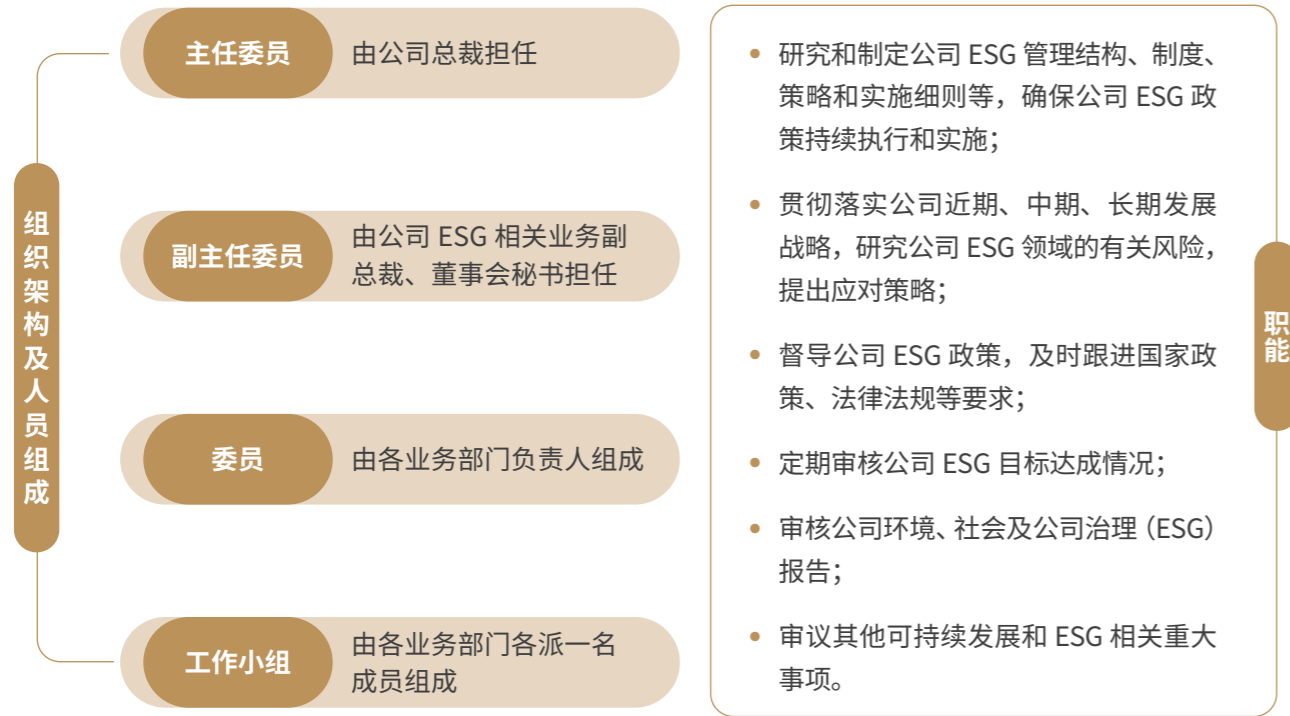 组织架构及人员组成
主任委员
由公司总裁担任
副主任委员
由公司 ESG 相关业务副
总裁、董事会秘书担任
委员
由各业务部门负责人组成
工作小组
由各业务部门各派一名
成员组成
• 研究和制定公司 ESG 管理结构、制度、
策略和实施细则等，确保公司 ESG 政
策持续执行和实施；
• 贯彻落实公司近期、中期、长期发展
战略，研究公司 ESG 领域的有关风险，
提出应对策略；
• 督导公司 ESG 政策，及时跟进国家政
策、法律法规等要求；
• 定期审核公司 ESG 目标达成情况；
• 审核公司环境、社会及公司治理（ESG）
报告；
• 审议其他可持续发展和 ESG 相关重大
事项。
职能